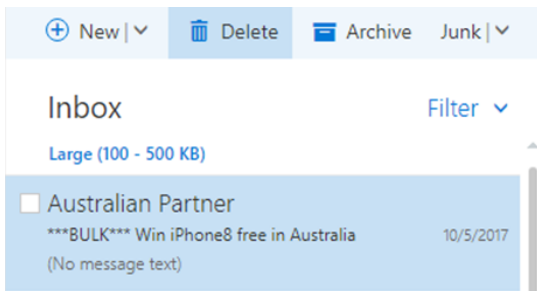 New | Delete Archive Junk |
Inbox Filter
Large (100 - 500 KB)
Australian Partner
***BULK*** Win iPhone8 free in Australia 10/5/2017
(No message text)